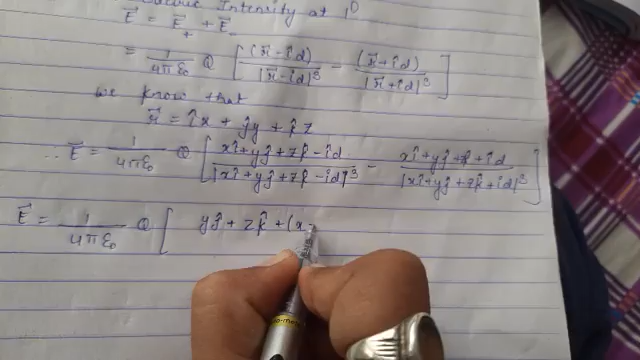 Intensity at P
E⃗ = E⃗₊ + E⃗₋
= 1/4πε₀ Q [ (r⃗ - îd)/|r⃗ - îd|³ - (r⃗ + îd)/|r⃗ + îd|³ ]
we know that
r⃗ = îx + ĵy + k̂z
∴ E⃗ = 1/4πε₀ Q [ xî + yĵ + zk̂ - îd/|xî + yĵ + zk̂ - îd|³ - xî + yĵ + zk̂ + îd/|xî + yĵ + zk̂ + îd|³ ]
E⃗ = 1/4πε₀ Q [ yĵ + zk̂ + (x